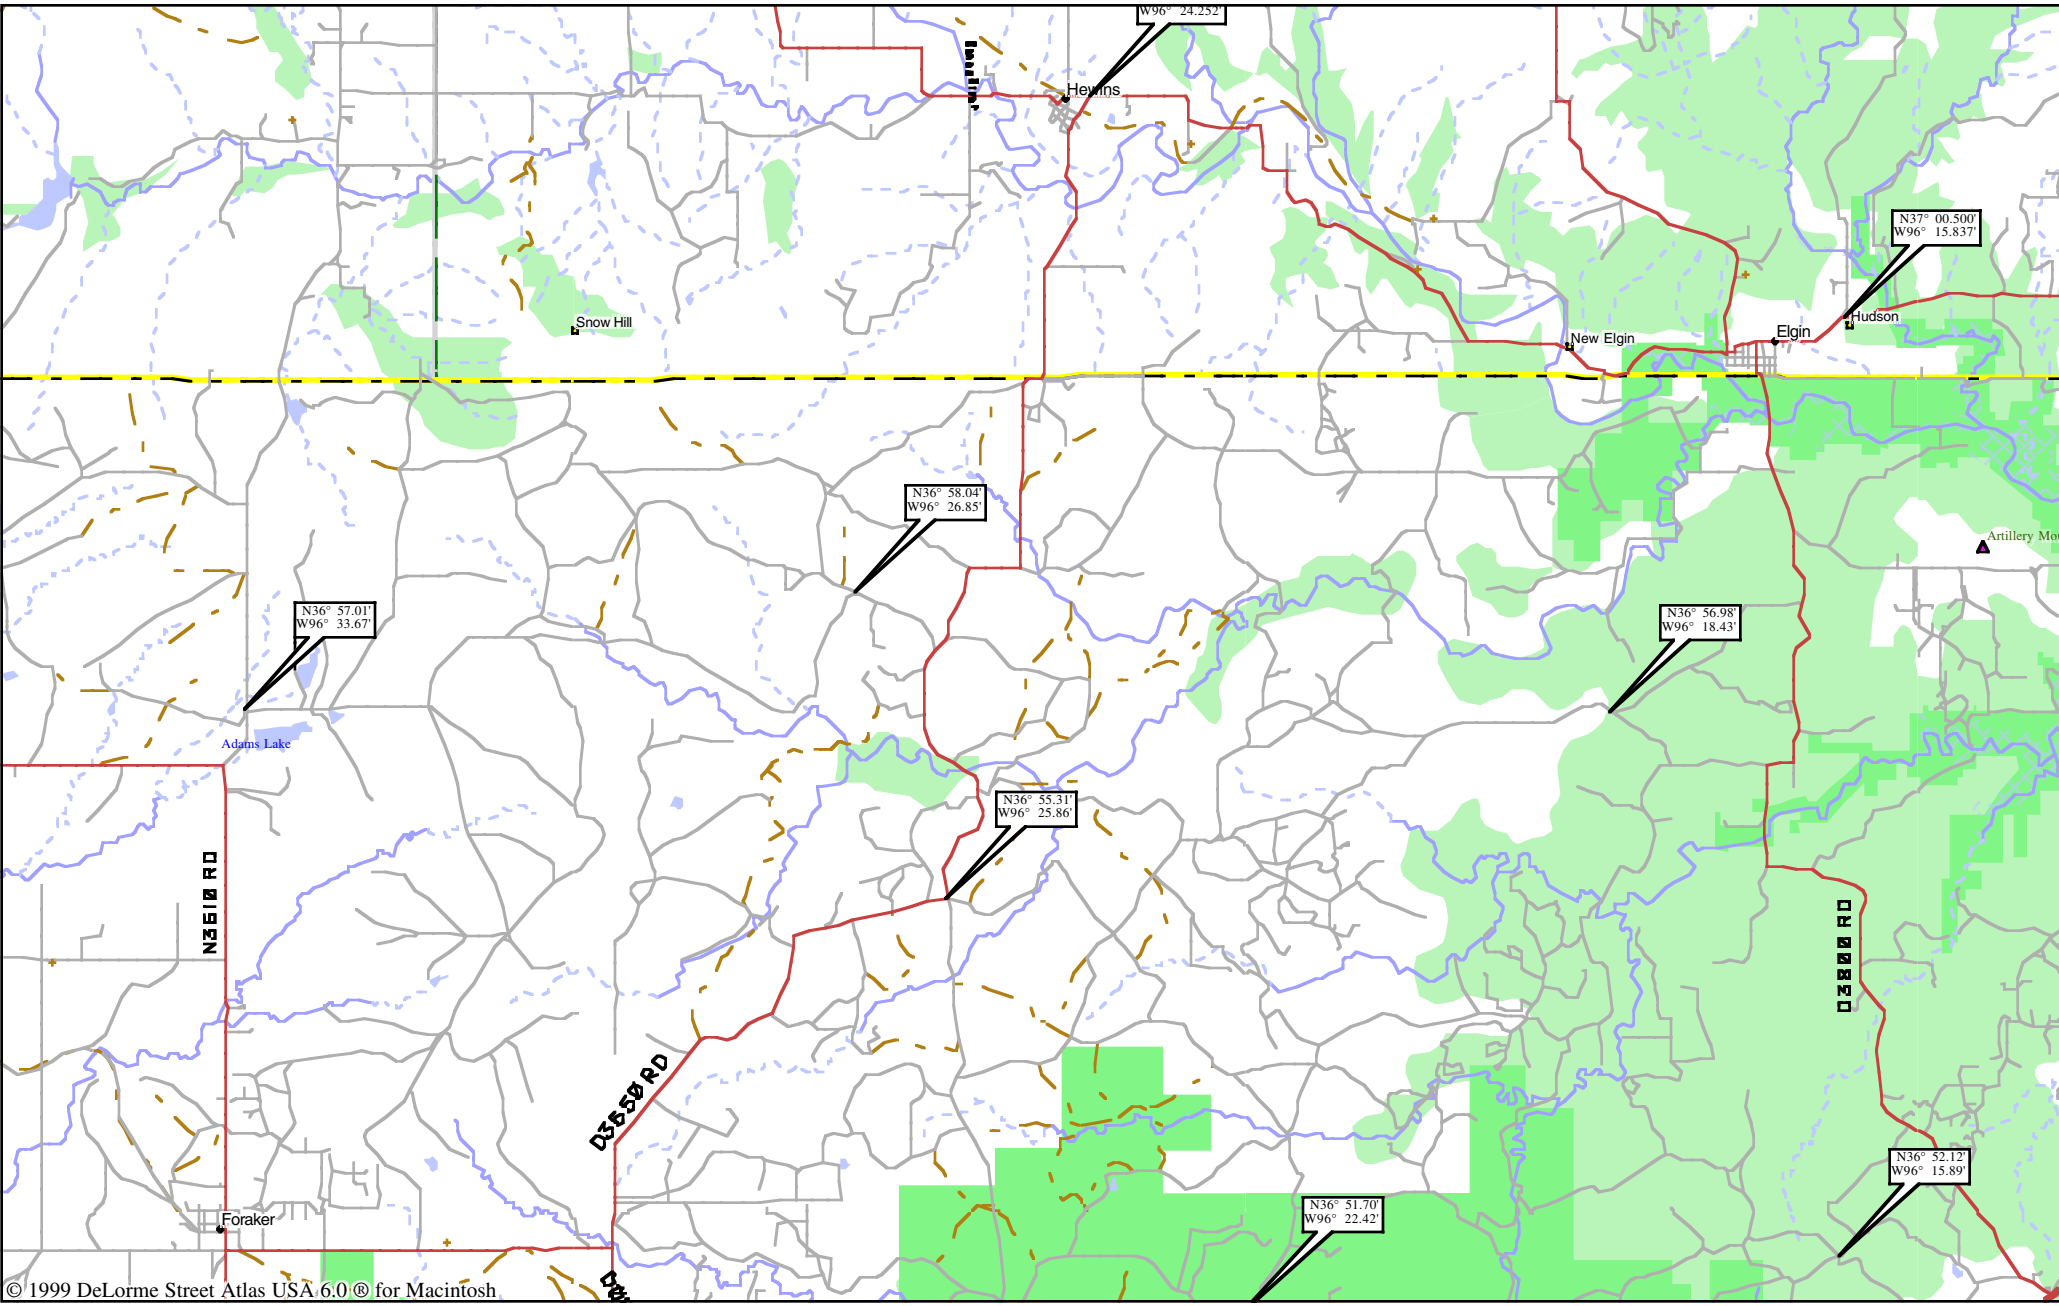 W96° 24.252'
Hewins
N37° 00.500'
W96° 15.837'
Snow Hill
Hudson
New Elgin
Elgin
N36° 58.04'
W96° 26.85'
Artillery Mou
N36° 57.01'
W96° 33.67'
N36° 56.98'
W96° 18.43'
Adams Lake
N36° 55.31'
W96° 25.86'
N3610 RD
D3550 RD
N36° 52.12'
W96° 15.89'
N36° 51.70'
W96° 22.42'
Foraker
© 1999 DeLorme Street Atlas USA 6.0 ® for Macintosh